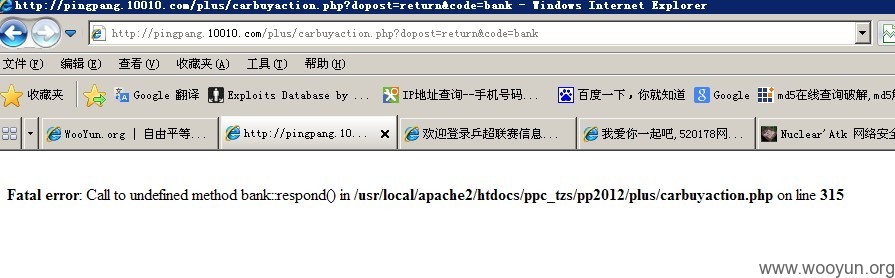 http://pingpang.10010.com/plus/carbuyaction.php?dopost=return&code=bank - Windows Internet Explorer
http://pingpang.10010.com/plus/carbuyaction.php?dopost=return&code=bank
文件(F) 编辑(E) 查看(V) 收藏夹(A) 工具(T) 帮助(H)
收藏夹 Google 翻译 Exploits Database by ... IP地址查询--手机号码... 百度一下，你就知道 Google md5在线查询破解,md5
WooYun.org | 自由平等... http://pingpang.10... 欢迎登录乒超联赛信息... 我爱你一起吧,520178网... Nuclear'Atk 网络安全
Fatal error: Call to undefined method bank::respond() in /usr/local/apache2/htdocs/ppc_tzs/pp2012/plus/carbuyaction.php on line 315
www.wooyun.org